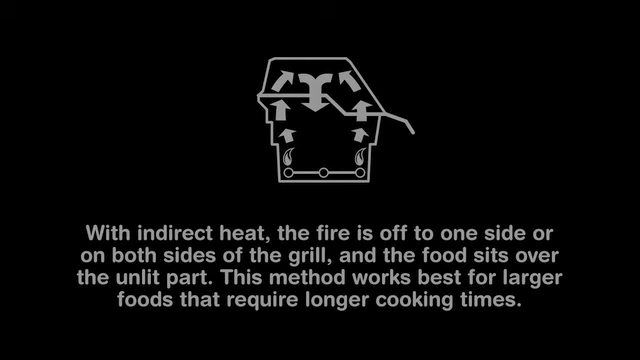 With indirect heat, the fire is off to one side or
on both sides of the grill, and the food sits over
the unlit part. This method works best for larger
foods that require longer cooking times.